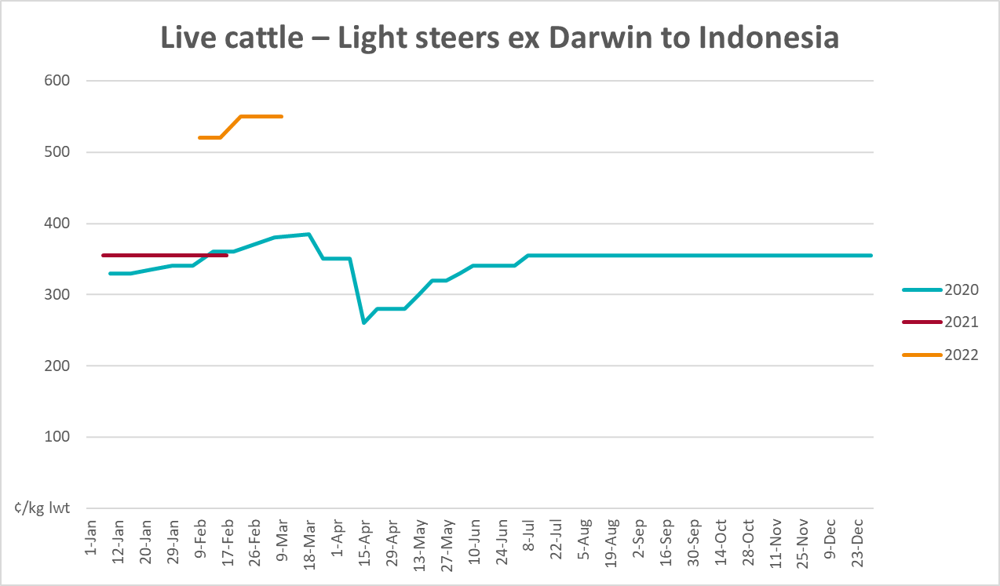 Live cattle – Light steers ex Darwin to Indonesia
600
500
400
300
200
100
¢/kg lwt
1-Jan
12-Jan
20-Jan
29-Jan
9-Feb
17-Feb
26-Feb
9-Mar
18-Mar
1-Apr
15-Apr
29-Apr
13-May
27-May
10-Jun
24-Jun
8-Jul
22-Jul
5-Aug
19-Aug
2-Sep
16-Sep
30-Sep
14-Oct
28-Oct
11-Nov
25-Nov
9-Dec
23-Dec
2020
2021
2022